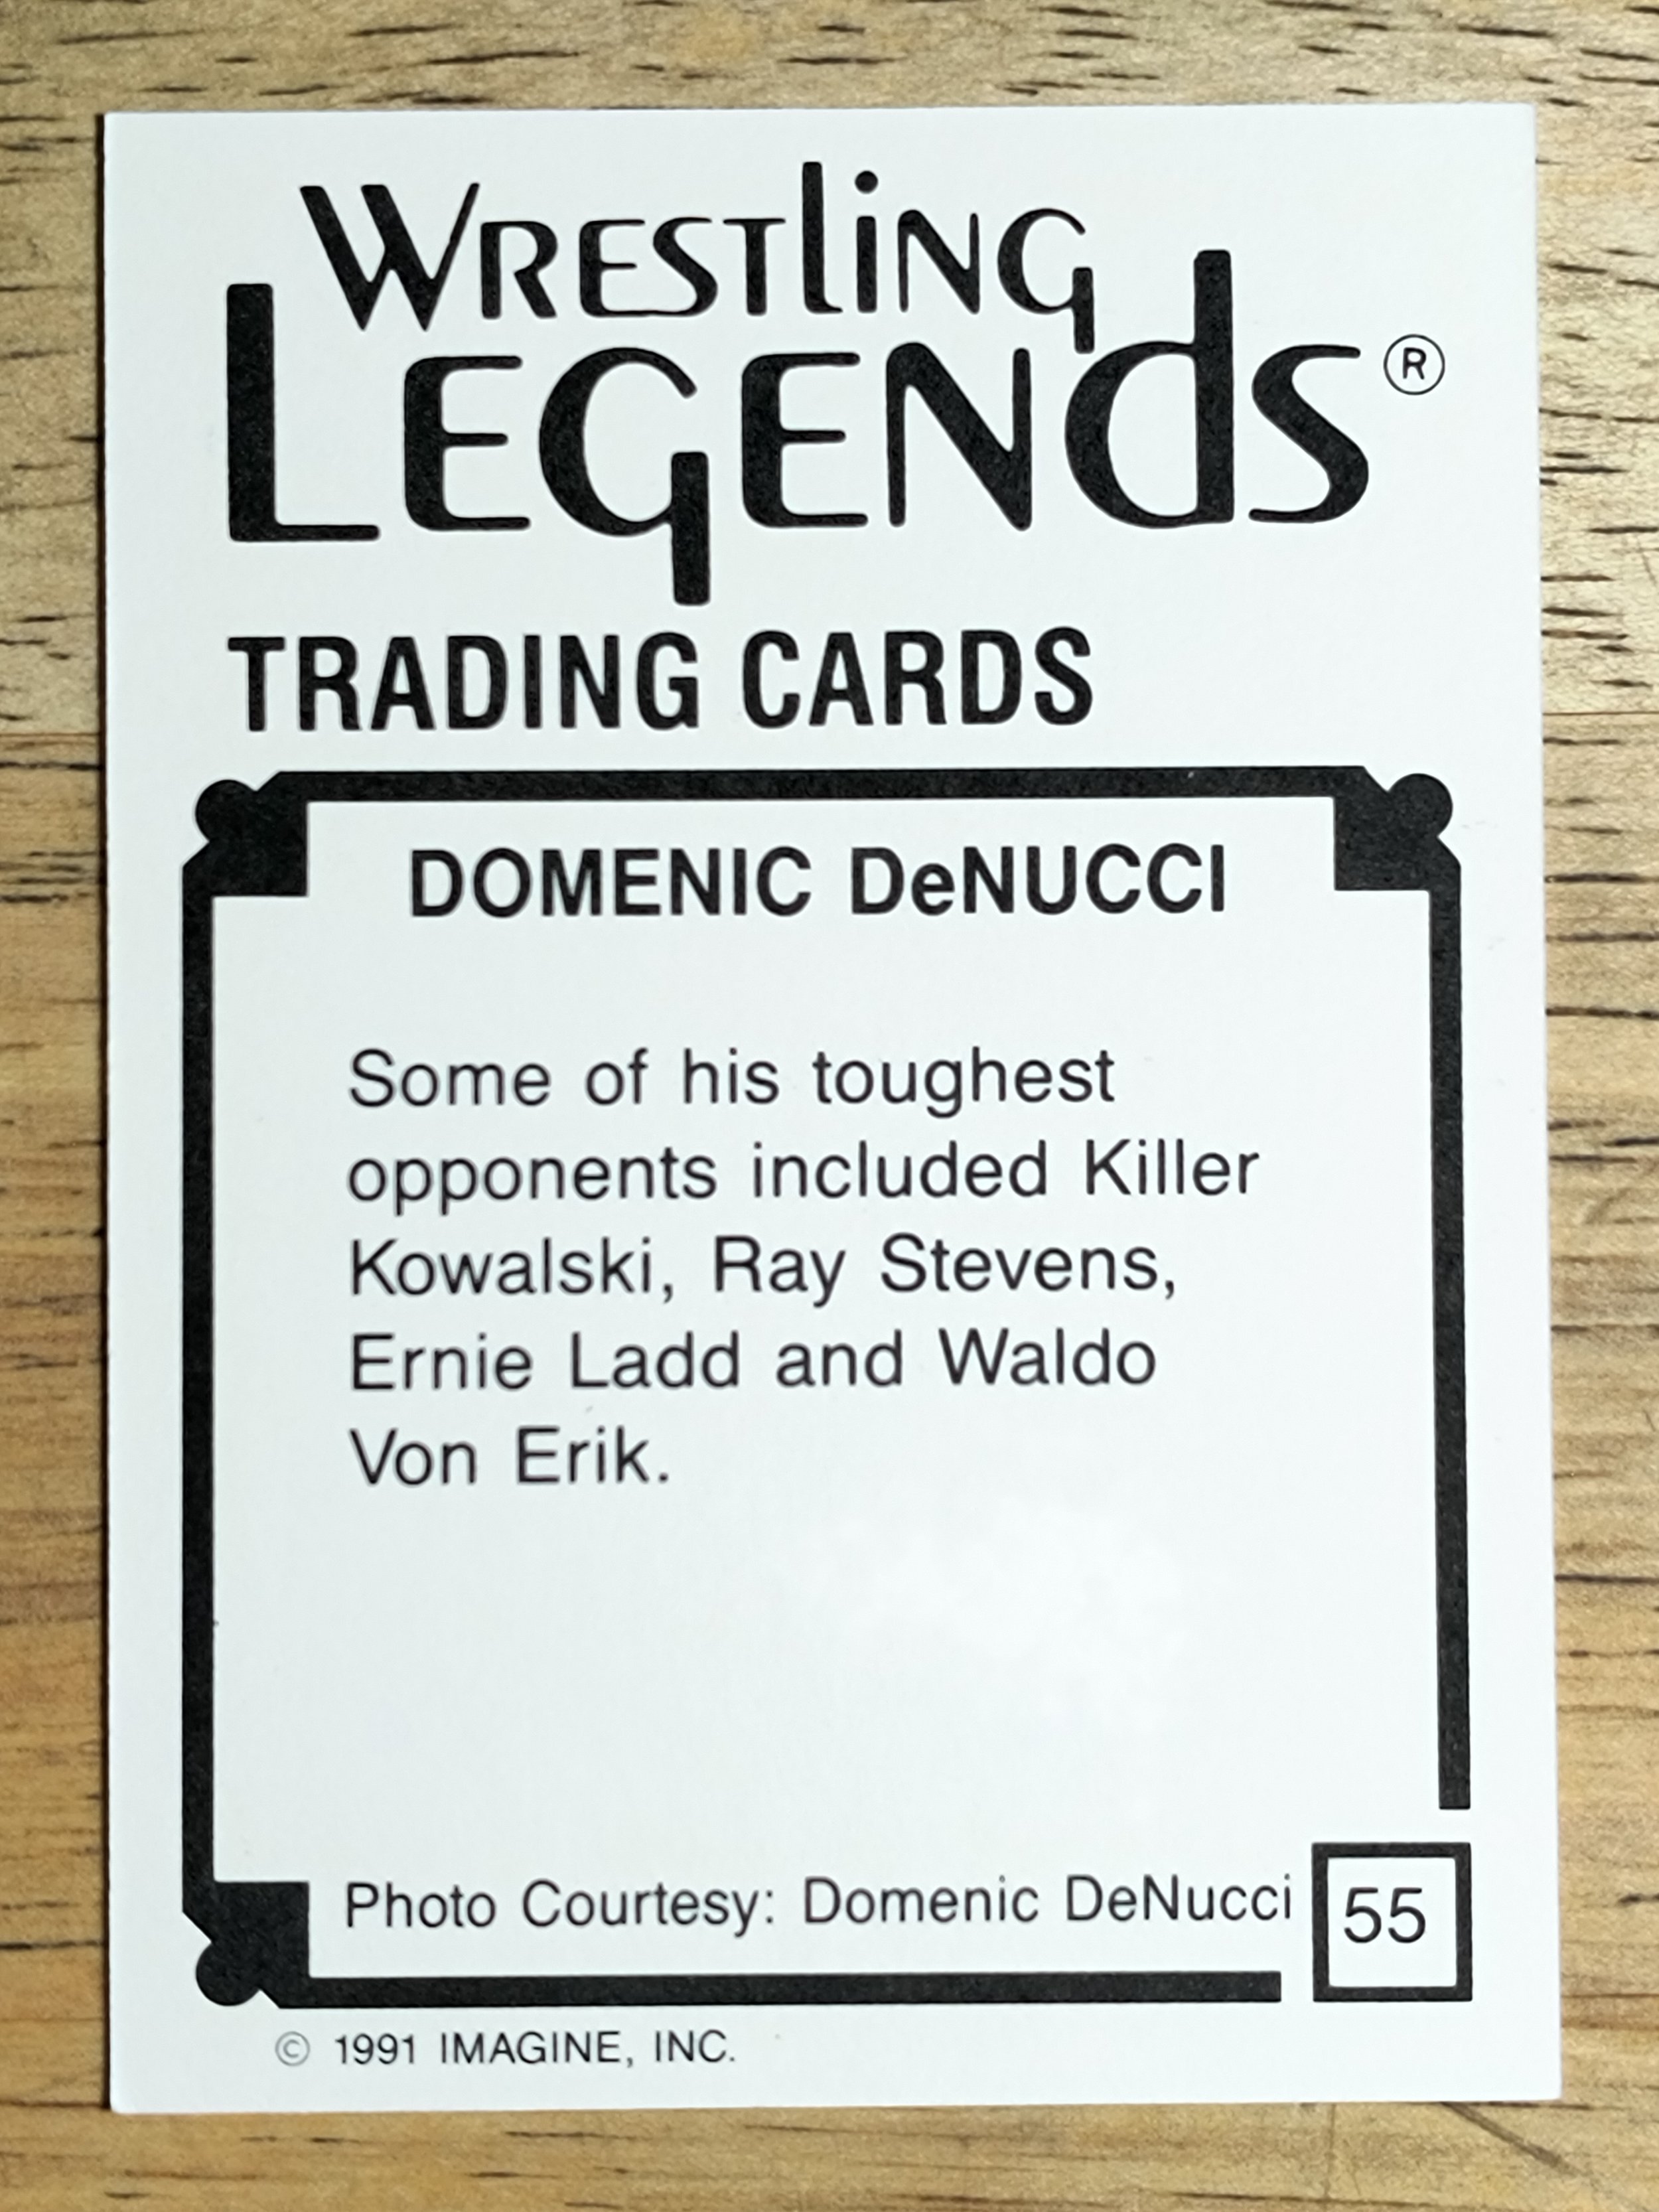 WRESTLING
LEGENDS®
TRADING CARDS
DOMENIC DeNUCCI
Some of his toughest
opponents included Killer
Kowalski, Ray Stevens,
Ernie Ladd and Waldo
Von Erik.
Photo Courtesy: Domenic DeNucci
55
© 1991 IMAGINE, INC.